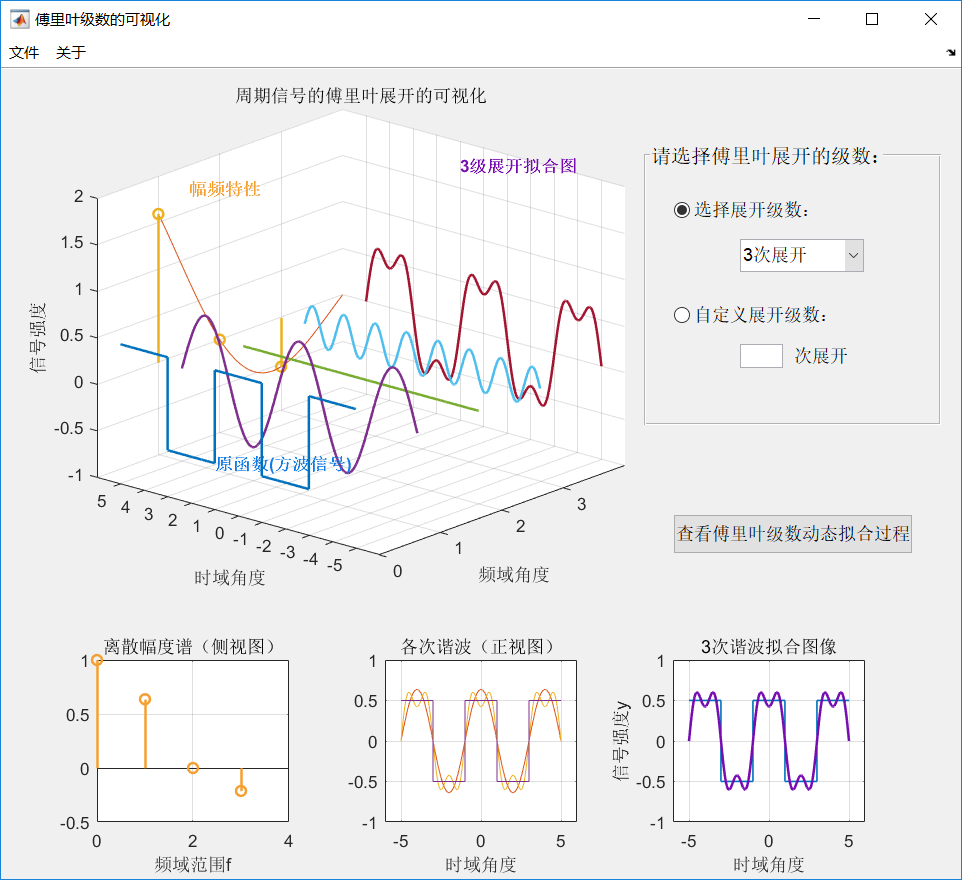 傅里叶级数的可视化
文件 关于
周期信号的傅里叶展开的可视化
3级展开拟合图
幅频特性
2
1.5
1
0.5
0
-0.5
-1
信号强度
原函数(方波信号)
5 4 3 2 1 0 -1 -2 -3 -4 -5
时域角度
0 1 2 3
频域角度
请选择傅里叶展开的级数:
选择展开级数:
3次展开
自定义展开级数:
次展开
查看傅里叶级数动态拟合过程
离散幅度谱（侧视图）
1
0.5
0
-0.5
0 2 4
频域范围f
各次谐波（正视图）
1
0.5
0
-0.5
-1
-5 0 5
时域角度
3次谐波拟合图像
1
0.5
0
-0.5
-1
信号强度y
-5 0 5
时域角度